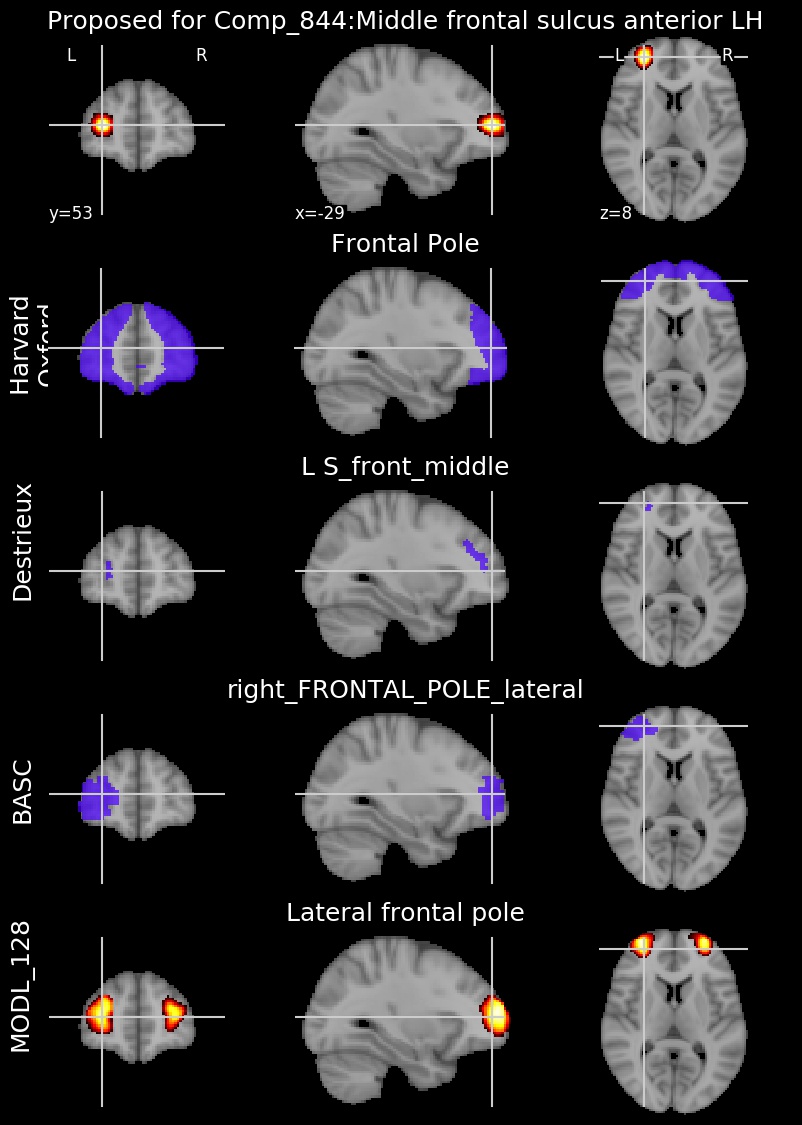 Proposed for Comp_844:Middle frontal sulcus anterior LH
L R
L R
y=53
x=-29
z=8
Frontal Pole
Harvard
Oxford
L S_front_middle
Destrieux
right_FRONTAL_POLE_lateral
BASC
Lateral frontal pole
MODL_128